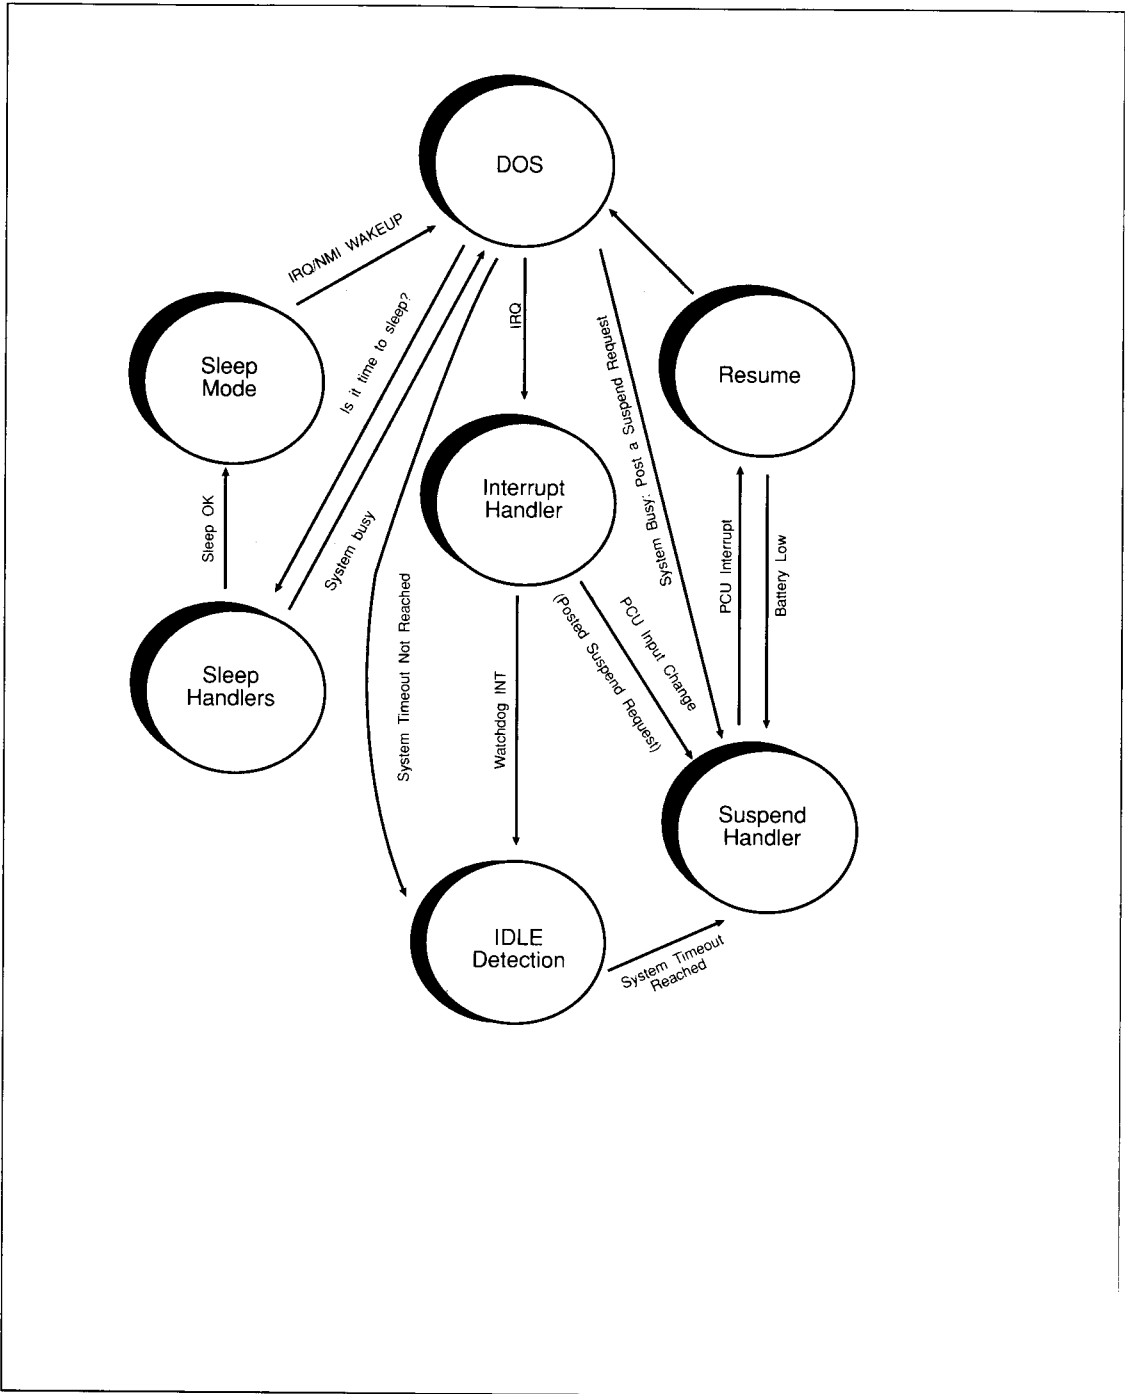 DOS
IRQ/NMI WAKEUP
Is it time to sleep?
IRQ
System Busy: Post a Suspend Request
Sleep
Mode
Resume
Interrupt
Handler
Sleep OK
System busy
System Timeout Not Reached
PCU Input Change
(Posted Suspend Request)
PCU Interrupt
Battery Low
Sleep
Handlers
Watchdog INT
Suspend
Handler
IDLE
Detection
System Timeout
Reached